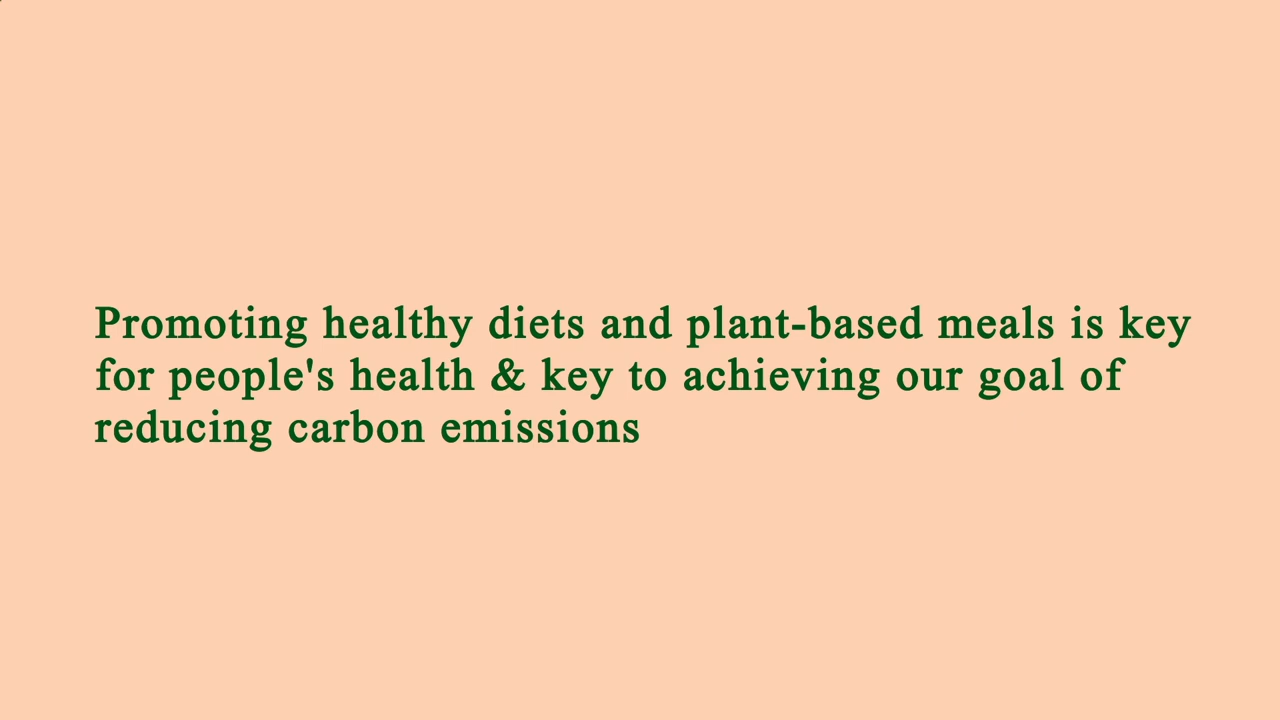 Promoting healthy diets and plant-based meals is key
for people's health & key to achieving our goal of
reducing carbon emissions